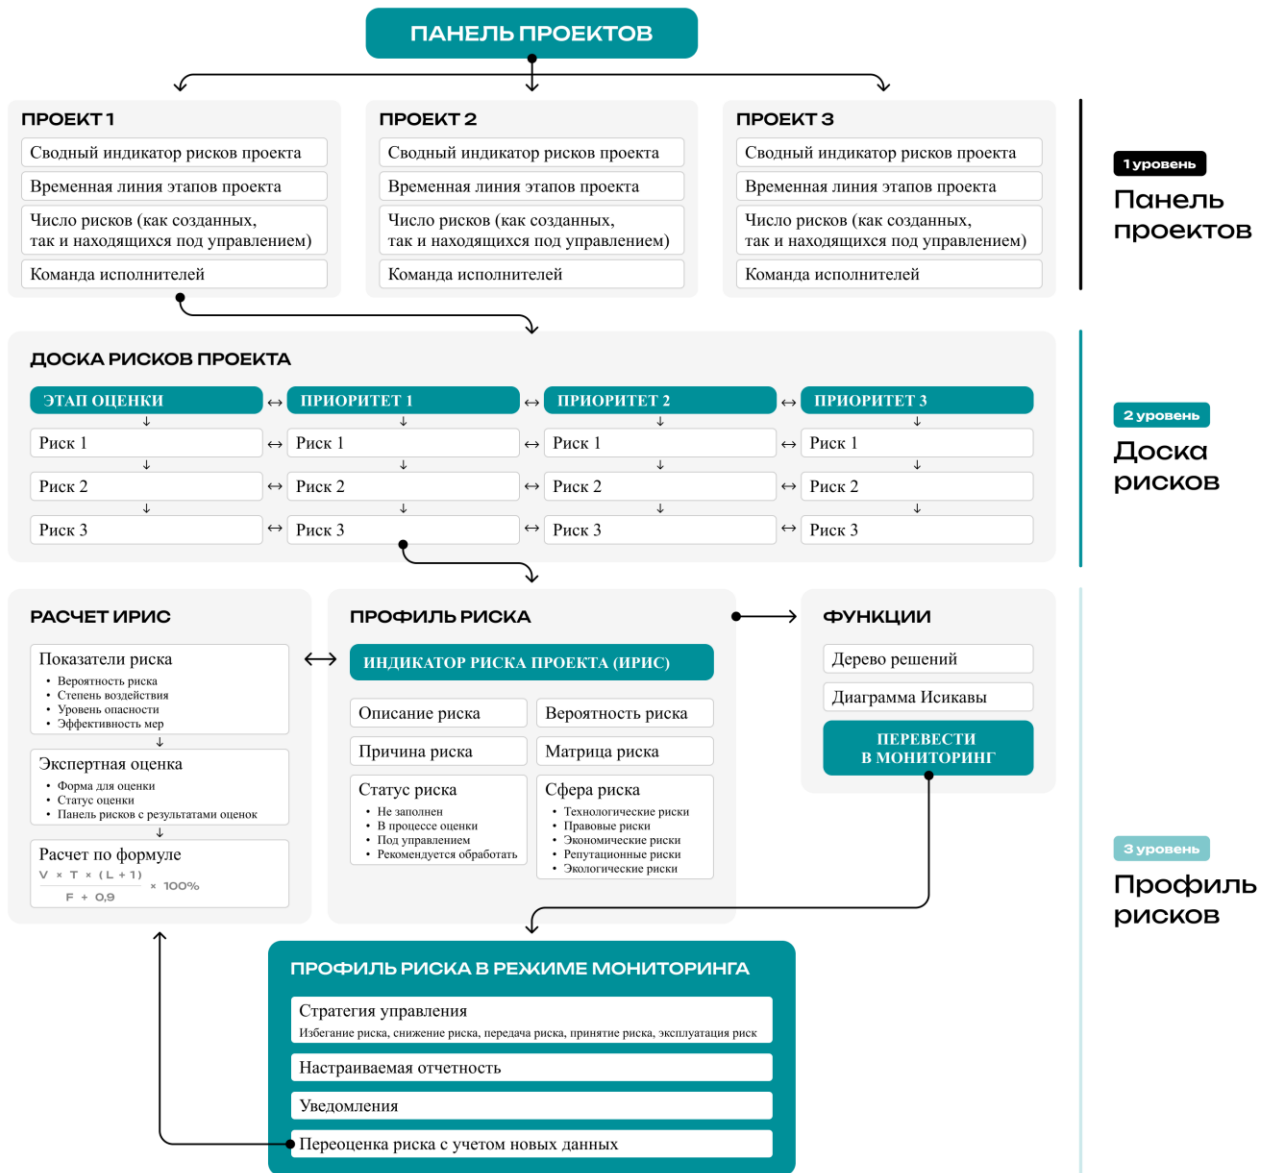 ПАНЕЛЬ ПРОЕКТОВ
ПРОЕКТ 1
Сводный индикатор рисков проекта
Временная линия этапов проекта
Число рисков (как созданных,
так и находящихся под управлением)
Команда исполнителей
ПРОЕКТ 2
Сводный индикатор рисков проекта
Временная линия этапов проекта
Число рисков (как созданных,
так и находящихся под управлением)
Команда исполнителей
ПРОЕКТ 3
Сводный индикатор рисков проекта
Временная линия этапов проекта
Число рисков (как созданных,
так и находящихся под управлением)
Команда исполнителей
1 уровень
Панель
проектов
ДОСКА РИСКОВ ПРОЕКТА
ЭТАП ОЦЕНКИ
ПРИОРИТЕТ 1
ПРИОРИТЕТ 2
ПРИОРИТЕТ 3
Риск 1
Риск 1
Риск 1
Риск 1
Риск 2
Риск 2
Риск 2
Риск 2
Риск 3
Риск 3
Риск 3
Риск 3
2 уровень
Доска
рисков
РАСЧЕТ ИРИС
Показатели риска
• Вероятность риска
• Степень воздействия
• Уровень опасности
• Эффективность мер
Экспертная оценка
• Форма для оценки
• Статус оценки
• Панель рисков с результатами оценок
Расчет по формуле
V × T × (L + 1)
× 100%
F + 0,9
ПРОФИЛЬ РИСКА
ИНДИКАТОР РИСКА ПРОЕКТА (ИРИС)
Описание риска
Вероятность риска
Причина риска
Матрица риска
Статус риска
• Не заполнен
• В процессе оценки
• Под управлением
• Рекомендуется обработать
Сфера риска
• Технологические риски
• Правовые риски
• Экономические риски
• Репутационные риски
• Экологические риски
ФУНКЦИИ
Дерево решений
Диаграмма Исикавы
ПЕРЕВЕСТИ
В МОНИТОРИНГ
3 уровень
Профиль
рисков
ПРОФИЛЬ РИСКА В РЕЖИМЕ МОНИТОРИНГА
Стратегия управления
Избегание риска, снижение риска, передача риска, принятие риска, эксплуатация риск
Настраиваемая отчетность
Уведомления
Переоценка риска с учетом новых данных